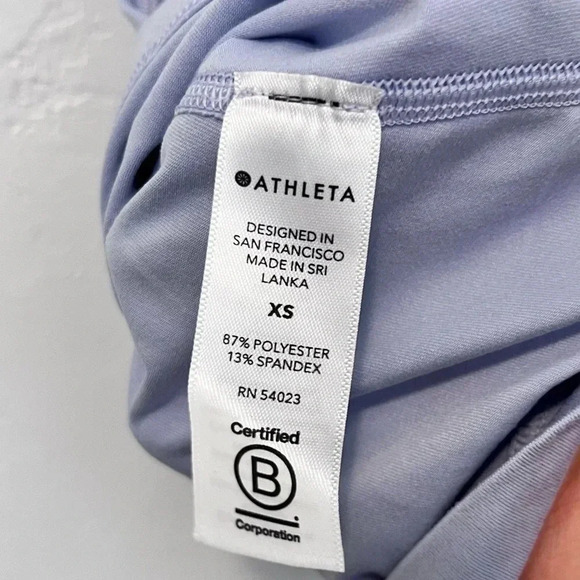 ATHLETA
DESIGNED IN
SAN FRANCISCO
MADE IN SRI
LANKA
XS
87% POLYESTER
13% SPANDEX
RN 54023
Certified
B
Corporation